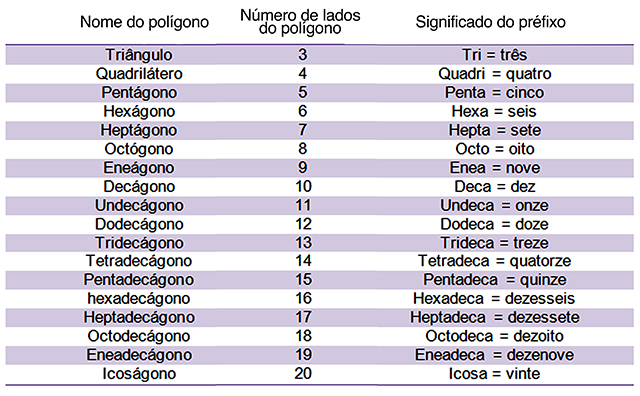 Nome do polígono Número de lados do polígono Significado do préfixo
Triângulo 3 Tri = três
Quadrilátero 4 Quadri = quatro
Pentágono 5 Penta = cinco
Hexágono 6 Hexa = seis
Heptágono 7 Hepta = sete
Octógono 8 Octo = oito
Eneágono 9 Enea = nove
Decágono 10 Deca = dez
Undecágono 11 Undeca = onze
Dodecágono 12 Dodeca = doze
Tridecágono 13 Trideca = treze
Tetradecágono 14 Tetradeca = quatorze
Pentadecágono 15 Pentadeca = quinze
hexadecágono 16 Hexadeca = dezesseis
Heptadecágono 17 Heptadeca = dezessete
Octodecágono 18 Octodeca = dezoito
Eneadecágono 19 Eneadeca = dezenove
Icoságono 20 Icosa = vinte